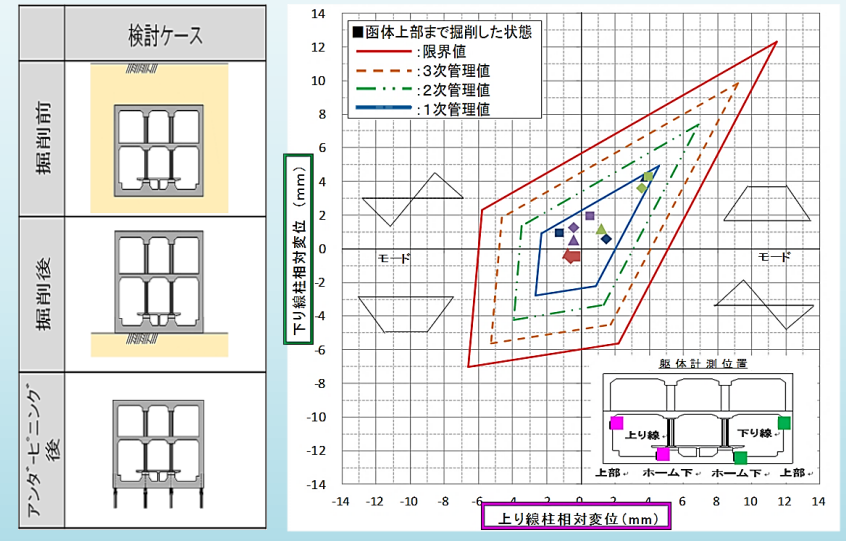 検討ケース
掘削前
掘削後
アンダーピニング後
■函体上部まで掘削した状態
:限界値
:3次管理値
:2次管理値
:1次管理値
14
12
10
8
6
4
2
0
-2
-4
-6
-8
-10
-12
-14
-14 -12 -10 -8 -6 -4 -2 0 2 4 6 8 10 12 14
下り線柱相対変位 (mm)
上り線柱相対変位(mm)
モード
モード
躯体計測位置
上り線
下り線
上部 ホーム下 ホーム下 上部